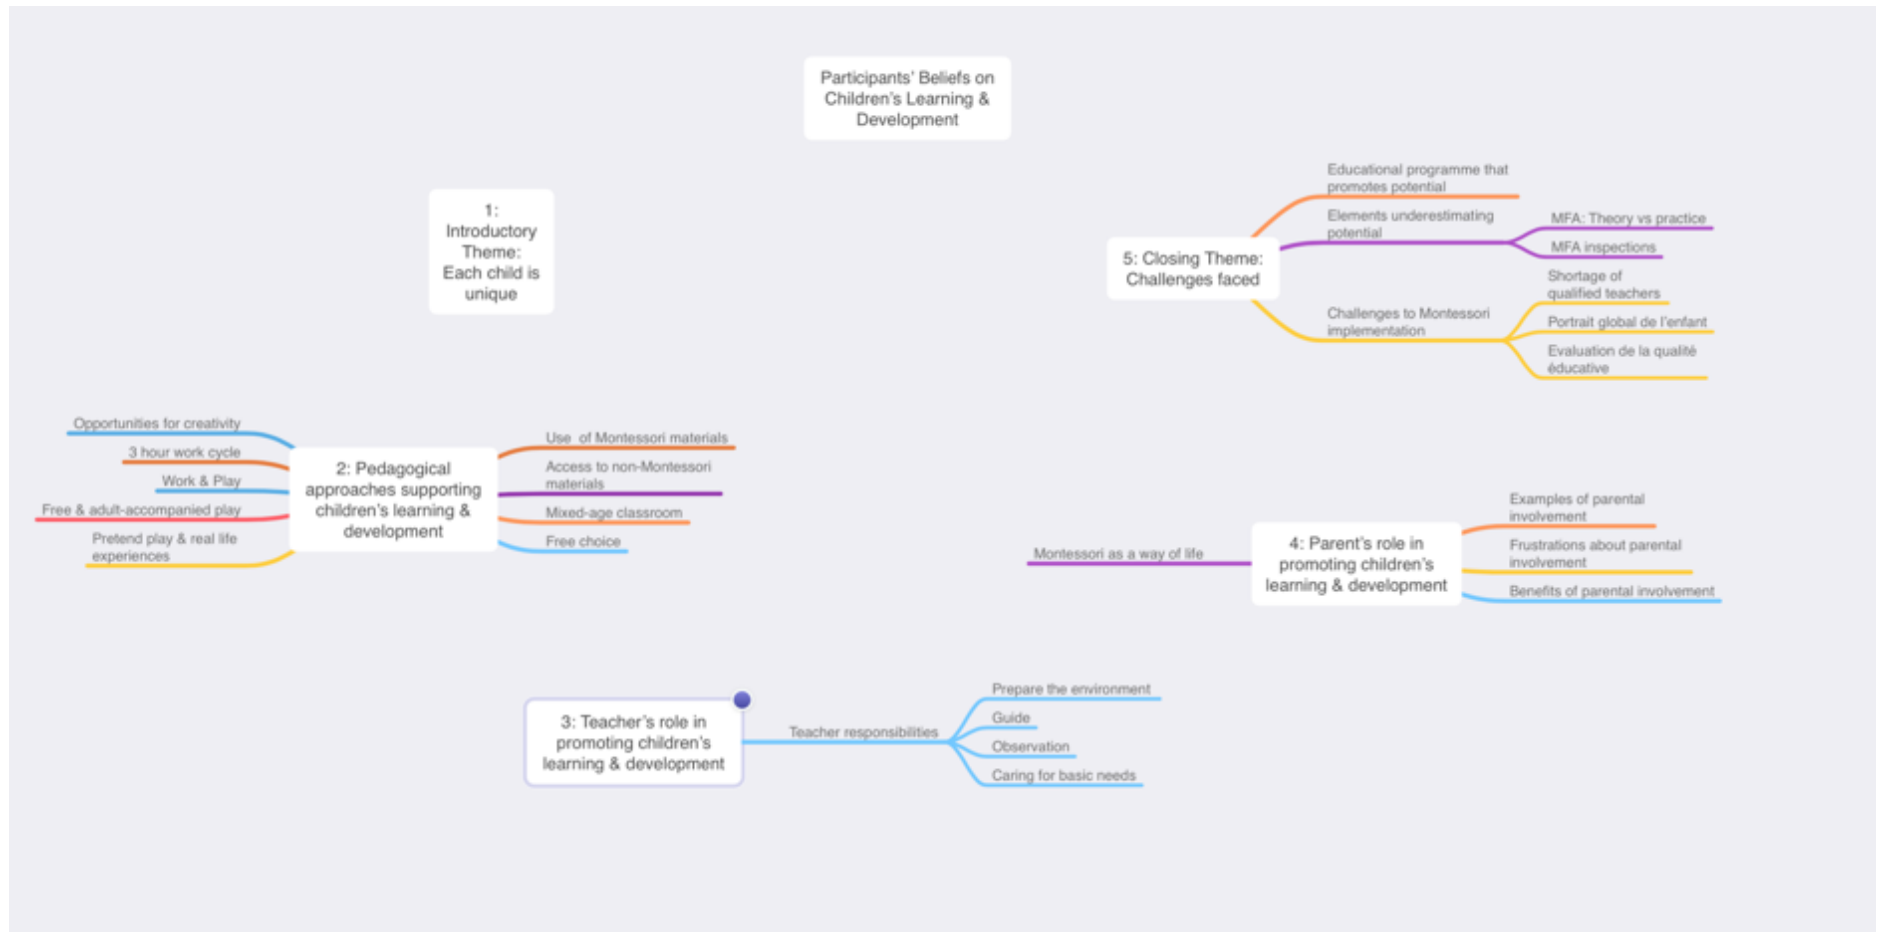 Participants' Beliefs on
Children's Learning &
Development
1:
Introductory
Theme:
Each child is
unique
5: Closing Theme:
Challenges faced
Educational programme that
promotes potential
Elements underestimating
potential
MFA: Theory vs practice
MFA inspections
Challenges to Montessori
implementation
Shortage of
qualified teachers
Portrait global de l'enfant
Evaluation de la qualité
éducative
2: Pedagogical
approaches supporting
children's learning &
development
Opportunities for creativity
3 hour work cycle
Work & Play
Free & adult-accompanied play
Pretend play & real life
experiences
Use of Montessori materials
Access to non-Montessori
materials
Mixed-age classroom
Free choice
4: Parent's role in
promoting children's
learning & development
Montessori as a way of life
Examples of parental
involvement
Frustrations about parental
involvement
Benefits of parental involvement
3: Teacher's role in
promoting children's
learning & development
Teacher responsibilities
Prepare the environment
Guide
Observation
Caring for basic needs